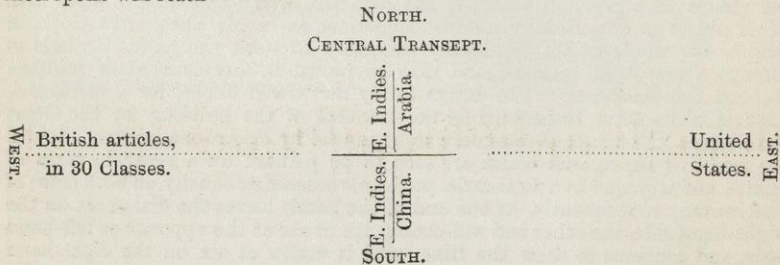 NORTH.
CENTRAL TRANSEPT.
E. Indies.
Arabia.
WEST.
British articles,
in 30 Classes.
United
States.
EAST.
E. Indies.
China.
SOUTH.